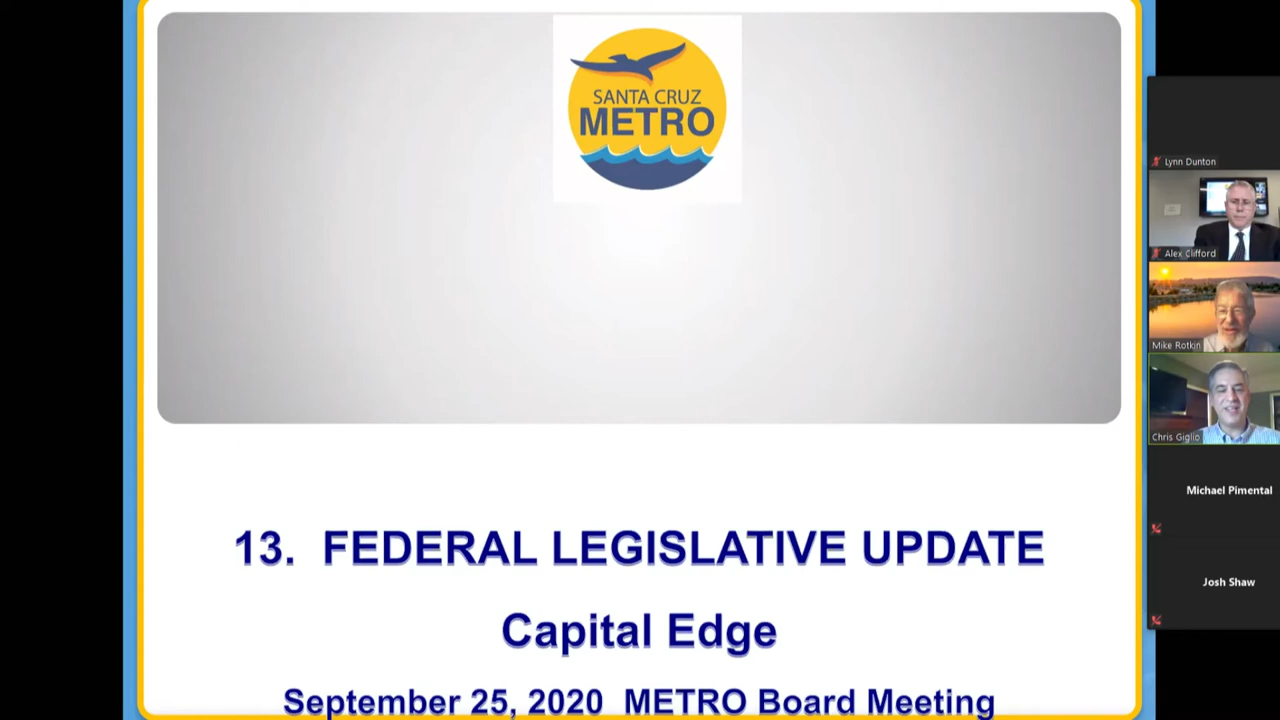 SANTA CRUZ
METRO
13. FEDERAL LEGISLATIVE UPDATE
Capital Edge
September 25, 2020 METRO Board Meeting
Lynn Dunton
Alex Clifford
Mike Rotkin
Chris Giglio
Michael Pimental
Josh Shaw